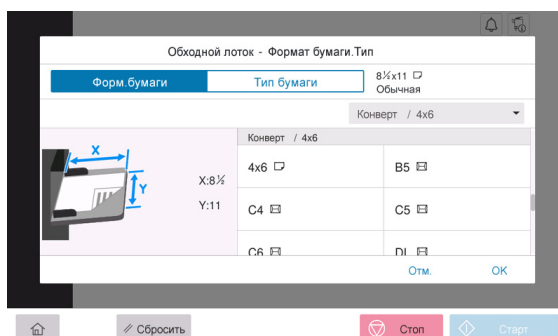 Обходной лоток - Формат бумаги.Тип
Форм.бумаги
Тип бумаги
8½x11
Обычная
Конверт / 4x6
Конверт / 4x6
4x6
B5
X:8½
Y:11
C4
C5
C6
DL
Отм.
OK
Сбросить
Стоп
Старт
X
Y